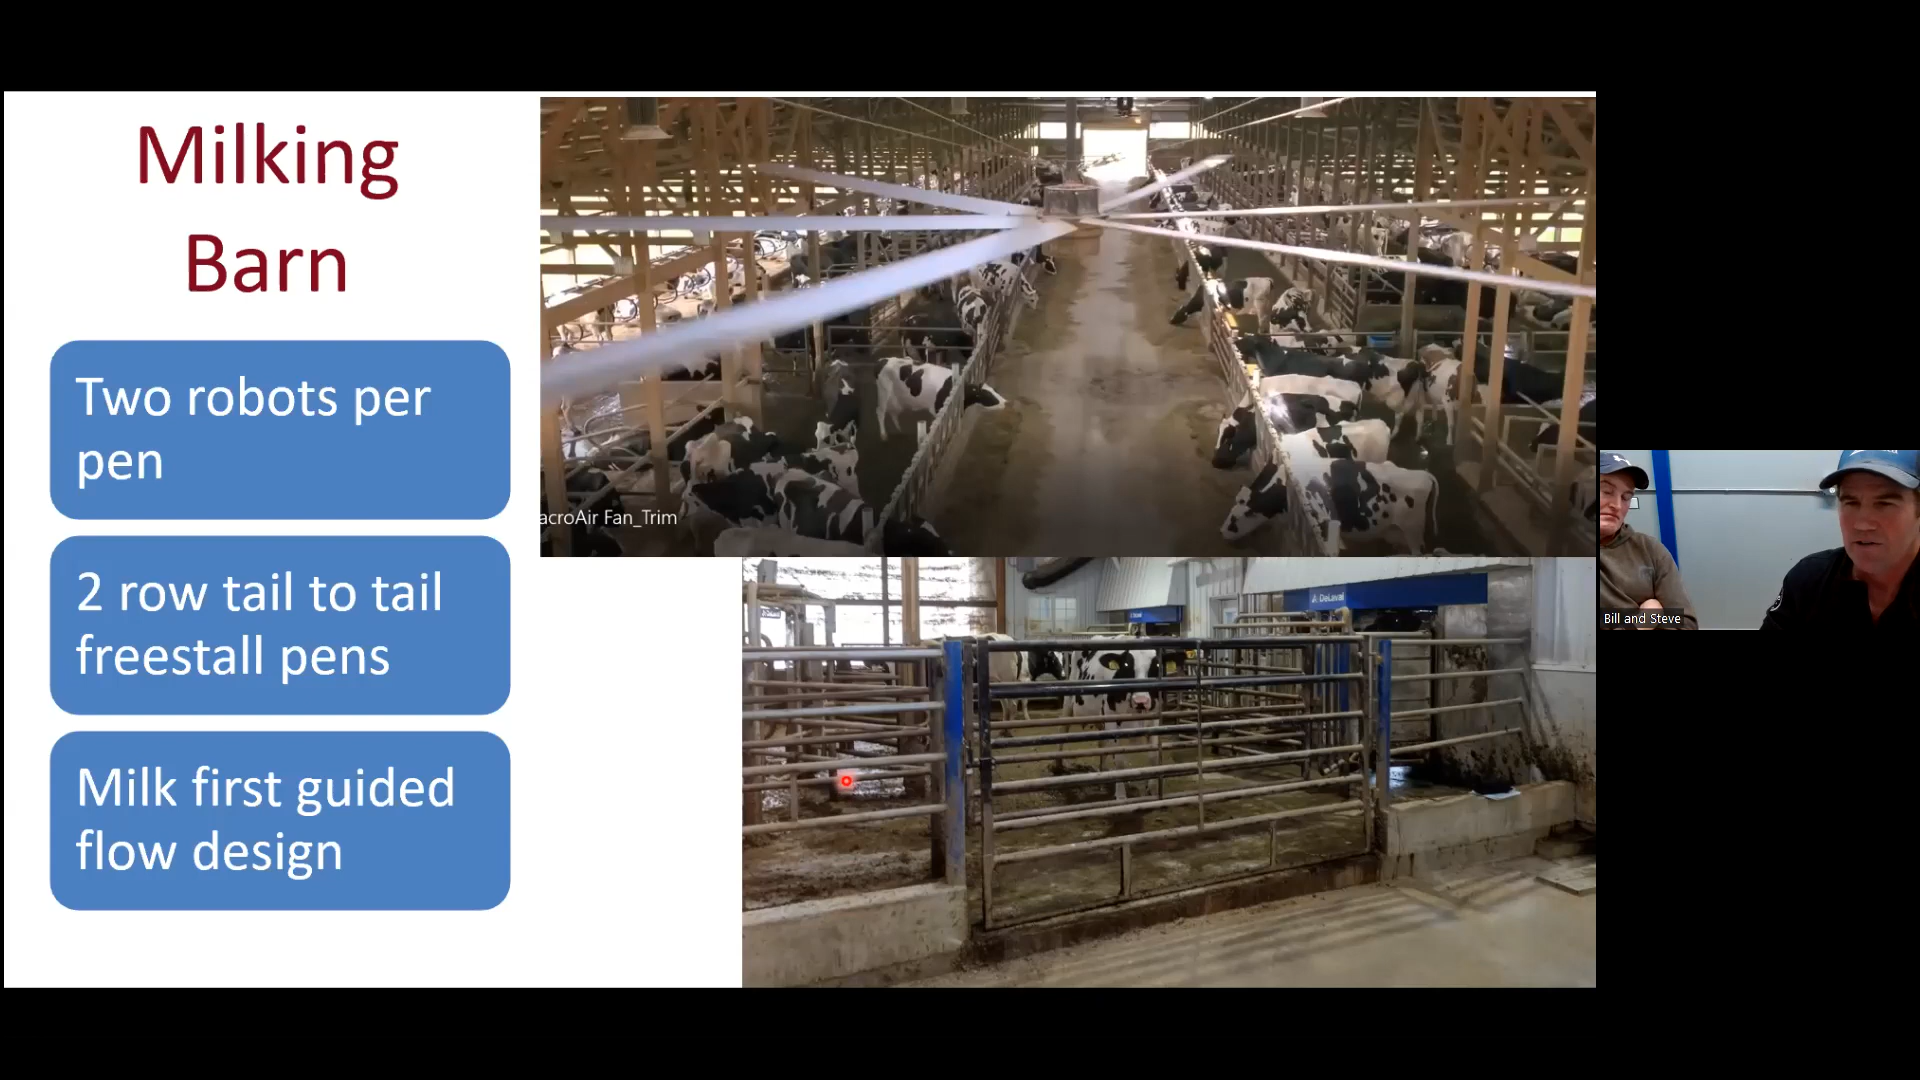 Milking
Barn
Two robots per
pen
2 row tail to tail
freestall pens
Milk first guided
flow design
acroAir Fan_Trim
DeLaval
Bill and Steve